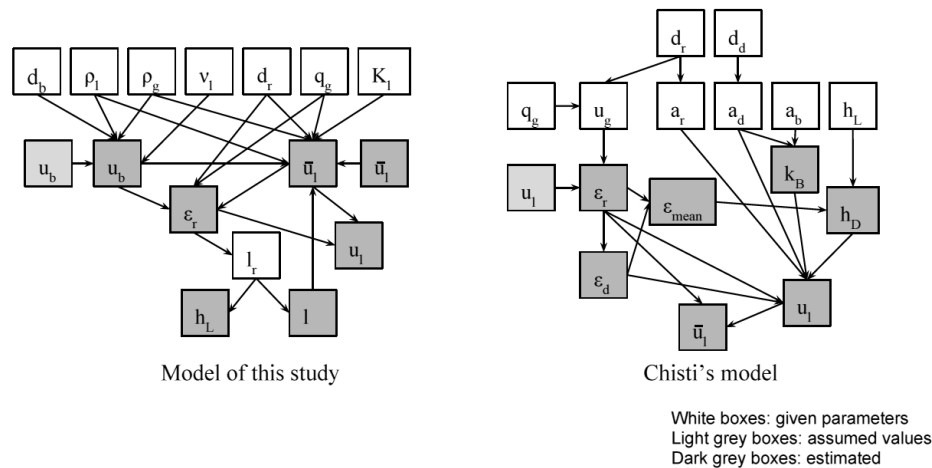 d_r d_d
d_b ρ_l ρ_g ν_l d_r q_g K_l
q_g u_g a_r a_d a_b h_L
u_b u_b ū_l ū_l
k_B
u_l ε_r ε_mean h_D
ε_r
u_l
l_r
ε_d u_l
h_L l
ū_l
Model of this study
Chisti's model
White boxes: given parameters
Light grey boxes: assumed values
Dark grey boxes: estimated